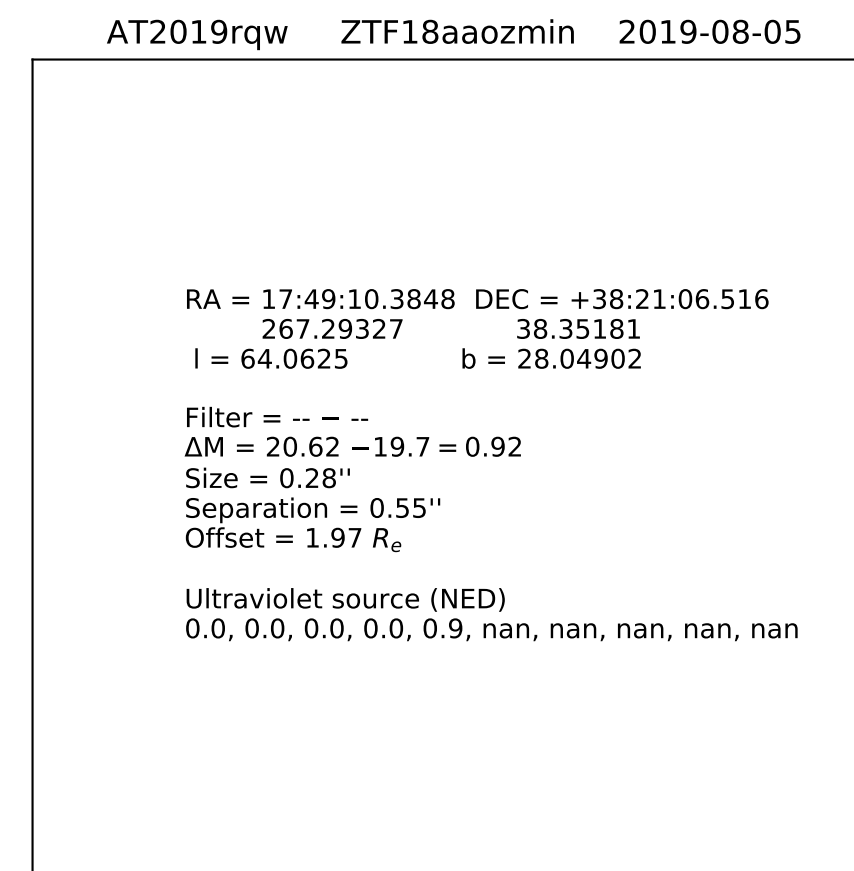 AT2019rqw ZTF18aaozmin 2019-08-05
RA = 17:49:10.3848 DEC = +38:21:06.516
267.29327 38.35181
l = 64.0625 b = 28.04902
Filter = -- − --
ΔM = 20.62 −19.7 = 0.92
Size = 0.28''
Separation = 0.55''
Offset = 1.97 Rₑ
Ultraviolet source (NED)
0.0, 0.0, 0.0, 0.0, 0.9, nan, nan, nan, nan, nan